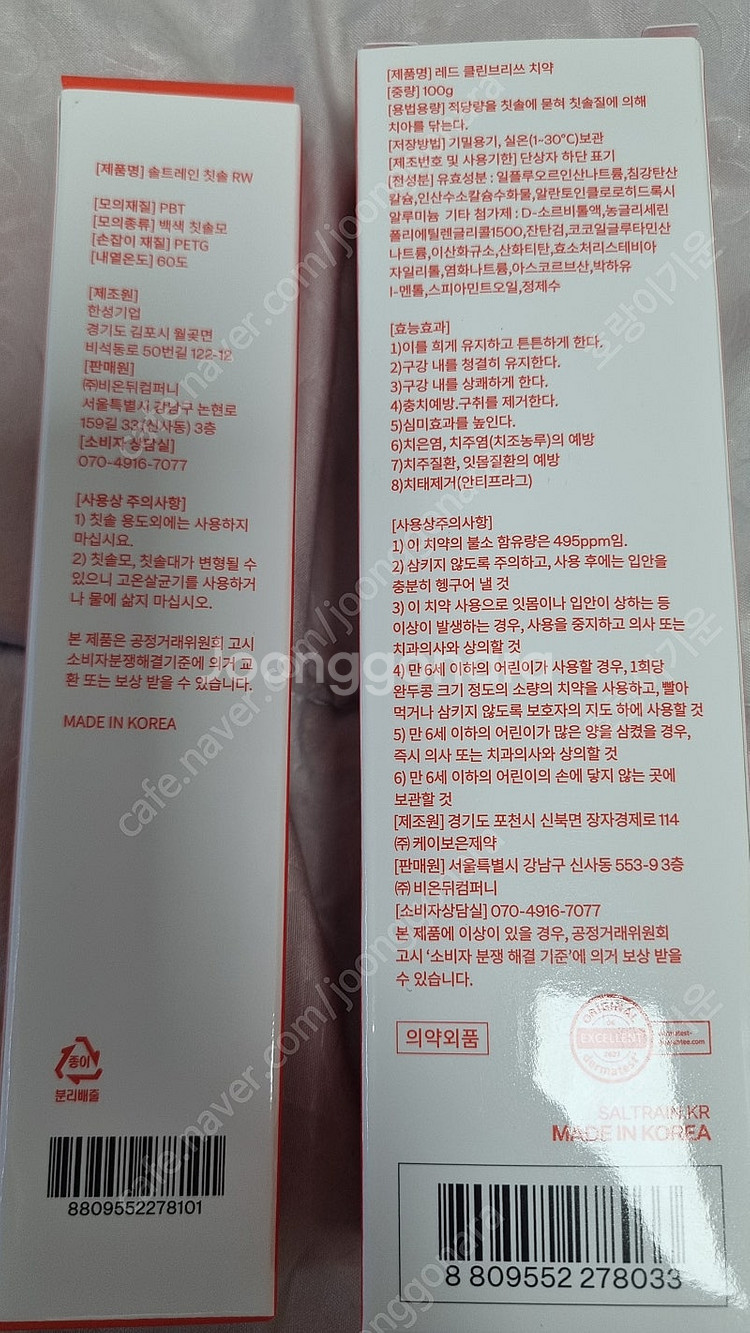 [제품명] 솔트레인 칫솔 RW
[모의재질] PBT
[모의종류] 백색 칫솔모
[손잡이 재질] PETG
[내열온도] 60도
[제조원]
한성기업
경기도 김포시 월곶면
비석동로 50번길 122-12
[판매원]
㈜비온뒤컴퍼니
서울특별시 강남구 논현로
159길 33 (신사동) 3층
[소비자 상담실]
070-4916-7077
[사용상 주의사항]
1) 칫솔 용도외에는 사용하지
마십시요.
2) 칫솔모, 칫솔대가 변형될 수
있으니 고온살균기를 사용하거
나 물에 삶지 마십시오.
본 제품은 공정거래위원회 고시
소비자분쟁해결기준에 의거 교
환 또는 보상 받을 수 있습니다.
MADE IN KOREA
종이
분리배출
8809552278101
[제품명] 레드 클린브리쓰 치약
[중량] 100g
[용법용량] 적당량을 칫솔에 묻혀 칫솔질에 의해
치아를 닦는다.
[저장방법] 기밀용기, 실온(1~30℃)보관
[제조번호 및 사용기한] 단상자 하단 표기
[전성분] 유효성분 : 일플루오르인산나트륨,침강탄산
칼슘,인산수소칼슘수화물,알란토인클로로히드록시
알루미늄 기타 첨가제 : D-소르비톨액,농글리세린
폴리에틸렌글리콜1500,잔탄검,코코일글루타민산
나트륨,이산화규소,산화티탄,효소처리스테비아
자일리톨,염화나트륨,아스코르브산,박하유
l-멘톨,스피아민트오일,정제수
[효능효과]
1)이를 희게 유지하고 튼튼하게 한다.
2)구강 내를 청결히 유지한다.
3)구강 내를 상쾌하게 한다.
4)충치예방.구취를 제거한다.
5)심미효과를 높인다.
6)치은염, 치주염(치조농루)의 예방
7)치주질환, 잇몸질환의 예방
8)치태제거(안티프라그)
[사용상주의사항]
1) 이 치약의 불소 함유량은 495ppm임.
2) 삼키지 않도록 주의하고, 사용 후에는 입안을
충분히 헹구어 낼 것
3) 이 치약 사용으로 잇몸이나 입안이 상하는 등
이상이 발생하는 경우, 사용을 중지하고 의사 또는
치과의사와 상의할 것
4) 만 6세 이하의 어린이가 사용할 경우, 1회당
완두콩 크기 정도의 소량의 치약을 사용하고, 빨아
먹거나 삼키지 않도록 보호자의 지도 하에 사용할 것
5) 만 6세 이하의 어린이가 많은 양을 삼켰을 경우,
즉시 의사 또는 치과의사와 상의할 것
6) 만 6세 이하의 어린이의 손에 닿지 않는 곳에
보관할 것
[제조원] 경기도 포천시 신북면 장자경제로 114
㈜ 케이보은제약
[판매원] 서울특별시 강남구 신사동 553-9 3층
㈜ 비온뒤컴퍼니
[소비자상담실] 070-4916-7077
본 제품에 이상이 있을 경우, 공정거래위원회
고시 '소비자 분쟁 해결 기준'에 의거 보상 받을
수 있습니다.
의약외품
ORIGINAL
EXCELLENT
dermatest
SALTRAIN.KR
MADE IN KOREA
8 809552 278033
Joonggonara
cafe.naver.com/joonggonara
호랑이기운